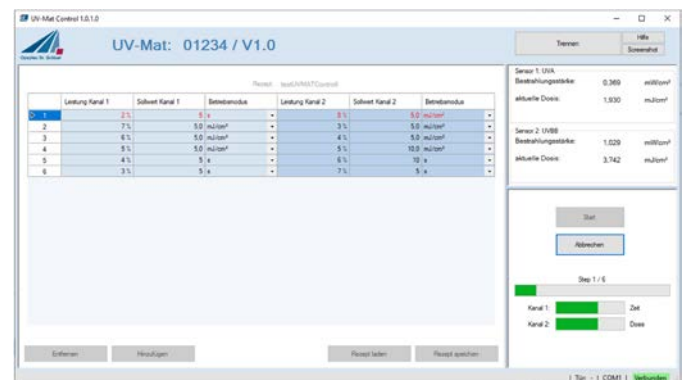 UV-Mat Control 1.0.1.0
UV-Mat: 01234 / V1.0
Trennen
Hilfe
Screenshot
Rezept: testUVMATControl
Leistung Kanal 1 Sollwert Kanal 1 Betriebsmodus Leistung Kanal 2 Sollwert Kanal 2 Betriebsmodus
1 2 % 5 s 3 % 5.0 mJ/cm²
2 7 % 5.0 mJ/cm² 3 % 5.0 mJ/cm²
3 6 % 5.0 mJ/cm² 4 % 5.0 mJ/cm²
4 5 % 5.0 mJ/cm² 5 % 10.0 mJ/cm²
5 4 % 5 s 6 % 10 s
6 3 % 5 s 7 % 5 s
Entfernen Hinzufügen Rezept laden Rezept speichern
Sensor 1: UVA
Bestrahlungsstärke: 0,369 mW/cm²
aktuelle Dosis: 1,930 mJ/cm²
Sensor 2: UVBB
Bestrahlungsstärke: 1,029 mW/cm²
aktuelle Dosis: 3,742 mJ/cm²
Start
Abbrechen
Step 1 / 6
Kanal 1: Zeit
Kanal 2: Dosis
| Tür: - | COM1 | Verbunden